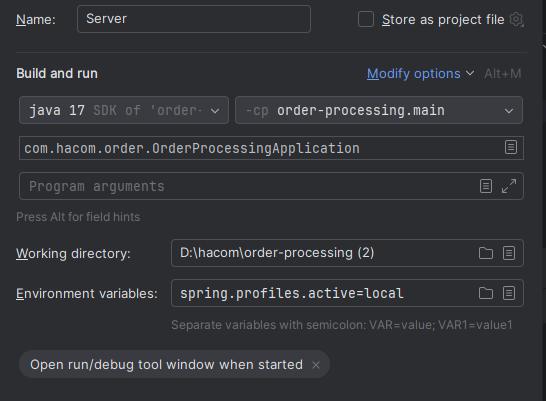 Name: Server Store as project file
Build and run Modify options Alt+M
java 17 SDK of 'order- -cp order-processing.main
com.hacom.order.OrderProcessingApplication
Program arguments
Press Alt for field hints
Working directory: D:\hacom\order-processing (2)
Environment variables: spring.profiles.active=local
Separate variables with semicolon: VAR=value; VAR1=value1
Open run/debug tool window when started ×